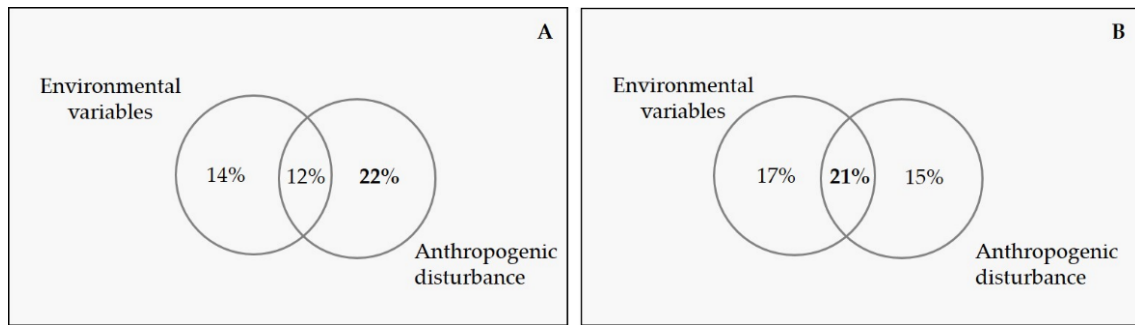 A
Environmental
variables
14%
12%
22%
Anthropogenic
disturbance
B
Environmental
variables
17%
21%
15%
Anthropogenic
disturbance